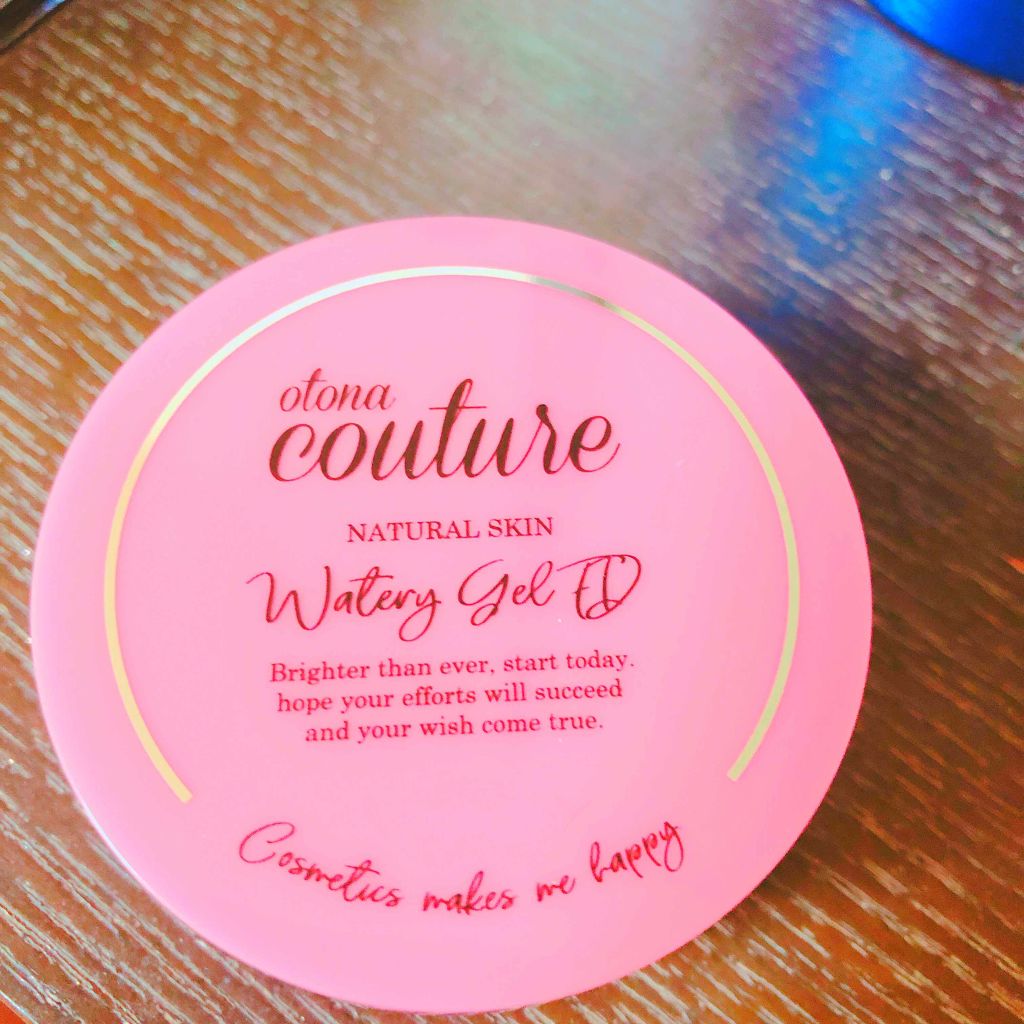 otona
couture
NATURAL SKIN
Watery Gel FD
Brighter than ever, start today.
hope your efforts will succeed
and your wish come true.
Cosmetics makes me happy